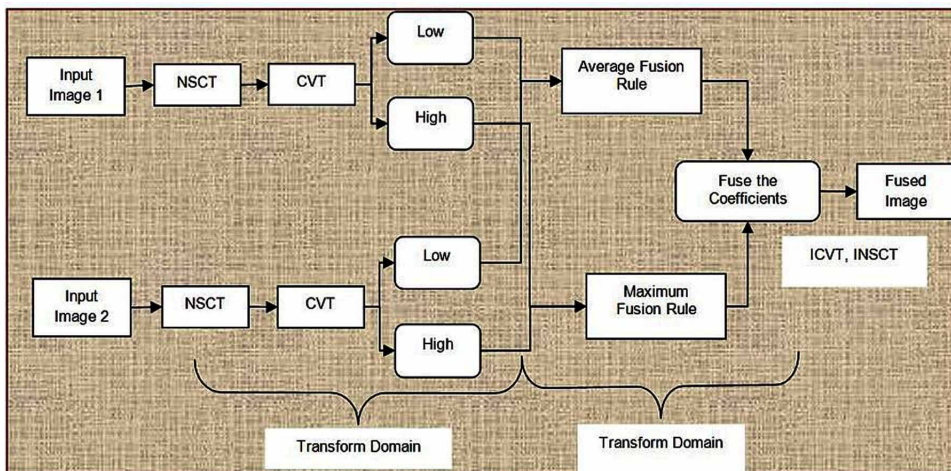 Low
Input
Image 1
NSCT
CVT
High
Average Fusion
Rule
Fuse the
Coefficients
Fused
Image
ICVT, INSCT
Low
Input
Image 2
NSCT
CVT
High
Maximum
Fusion Rule
Transform Domain
Transform Domain